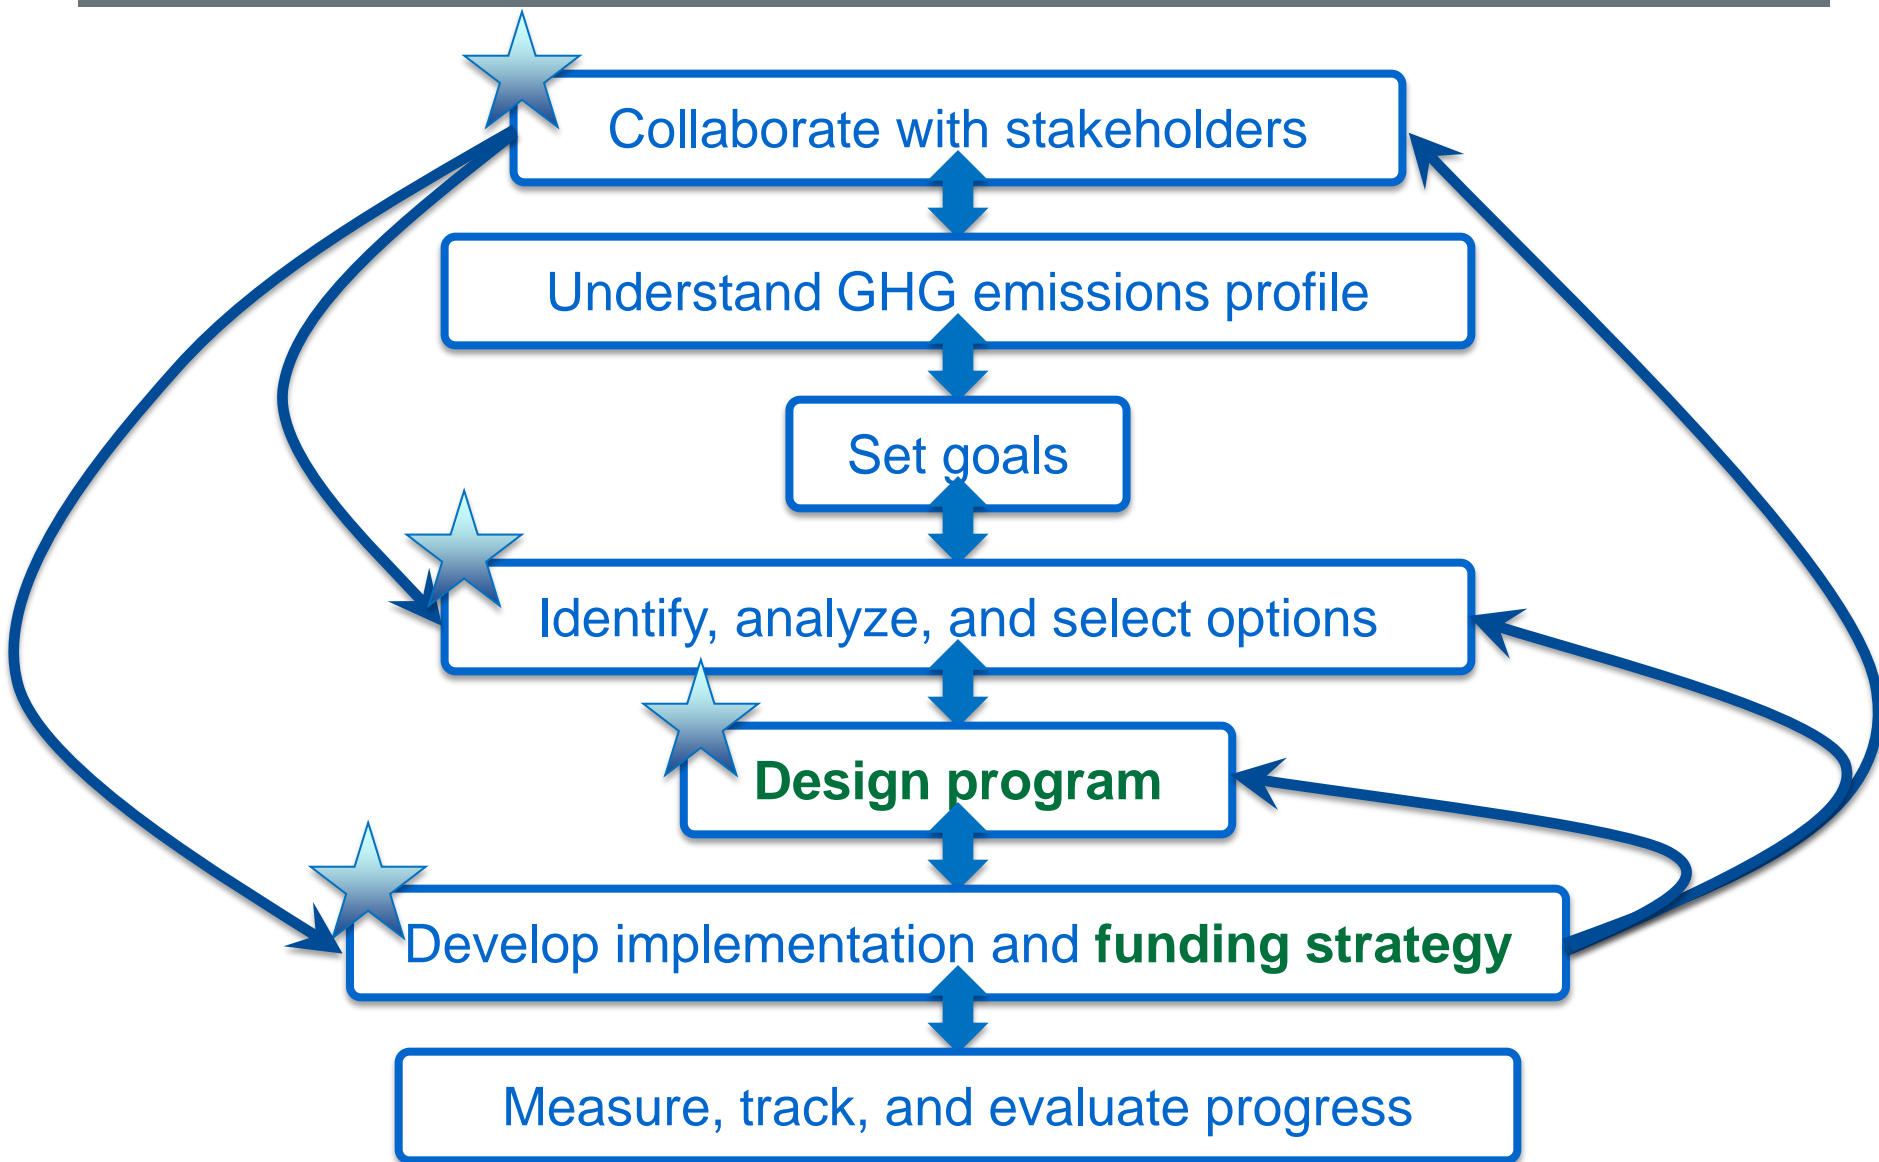 Collaborate with stakeholders
Understand GHG emissions profile
Set goals
Identify, analyze, and select options
Design program
Develop implementation and funding strategy
Measure, track, and evaluate progress